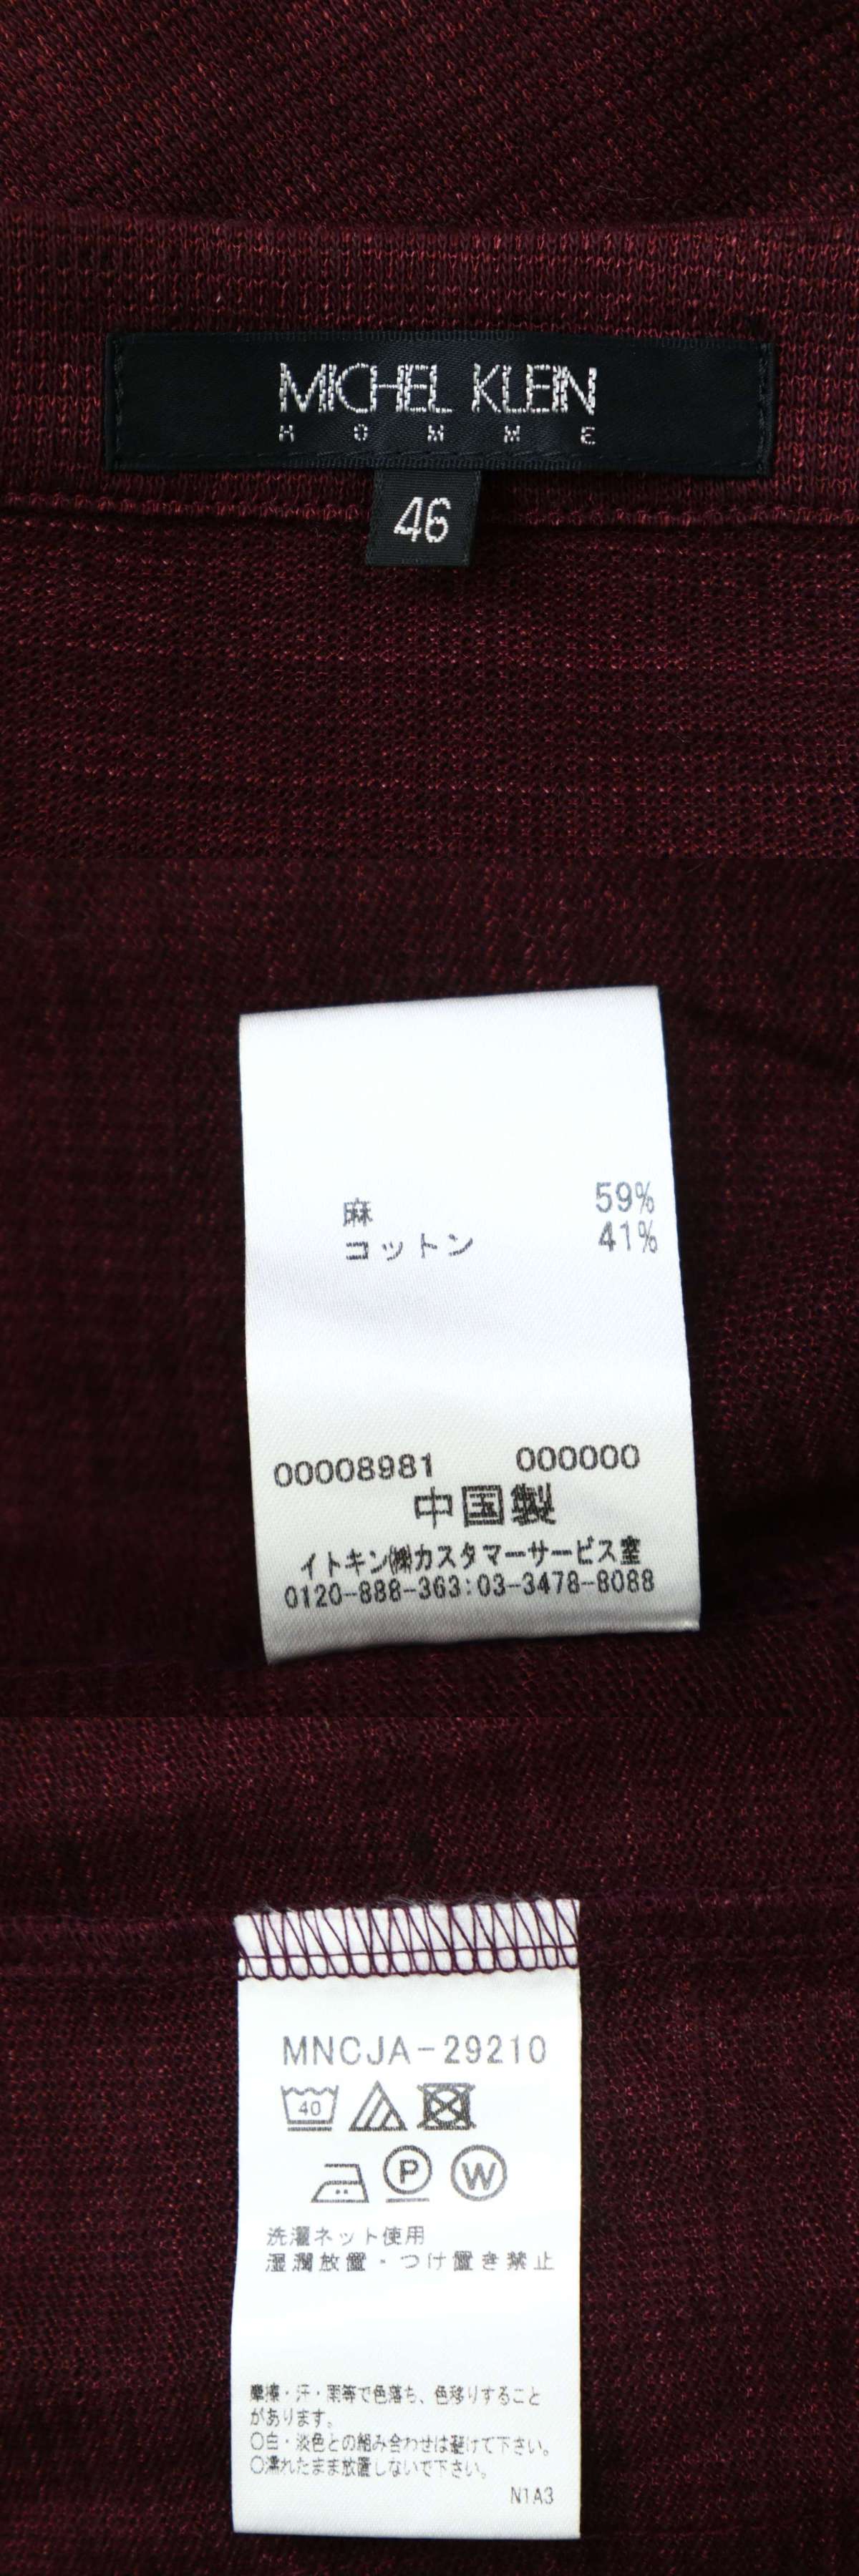 MICHEL KLEIN
HOMME
46
麻 59%
コットン 41%
00008981 000000
中国製
イトキン㈱カスタマーサービス室
0120-888-363:03-3478-8088
MNCJA-29210
40
P W
洗濯ネット使用
湿潤放置・つけ置き禁止
摩擦・汗・雨等で色落ち、色移りすること
があります。
○白・淡色との組み合わせは避けて下さい。
○濡れたまま放置しないで下さい。
N1A3